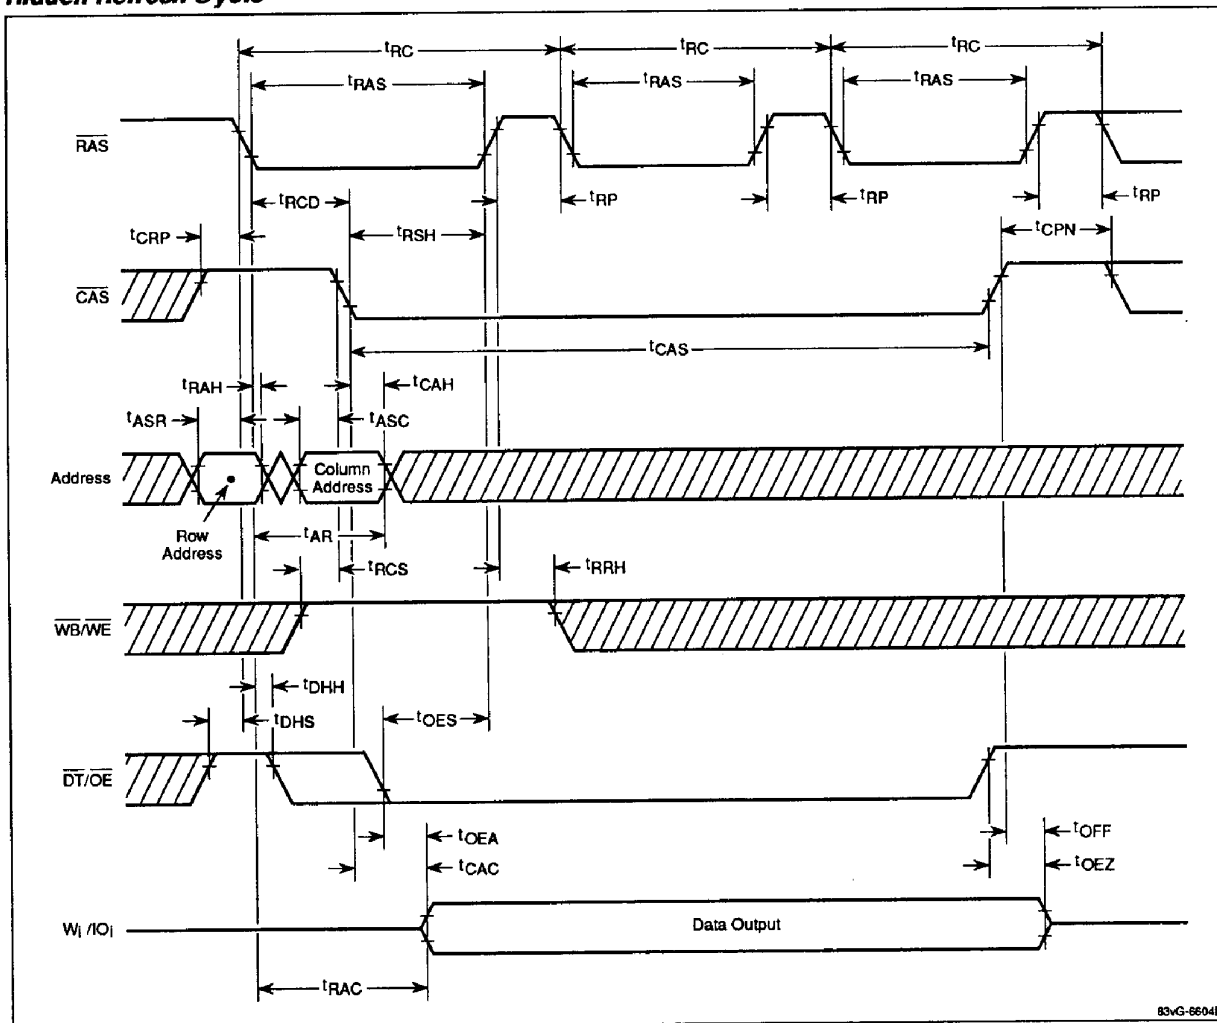 Hidden Refresh Cycle
tRC tRC tRC
tRAS tRAS tRAS
RAS
tRCD tRP tRP tRP
tCRP tRSH tCPN
CAS
tCAS
tRAH tCAH
tASR tASC
Address
Column
Address
Row
Address
tAR
tRCS tRRH
WB/WE
tDHH
tDHS tOES
DT/OE
tOEA tOFF
tCAC tOEZ
Wi /IOi
Data Output
tRAC